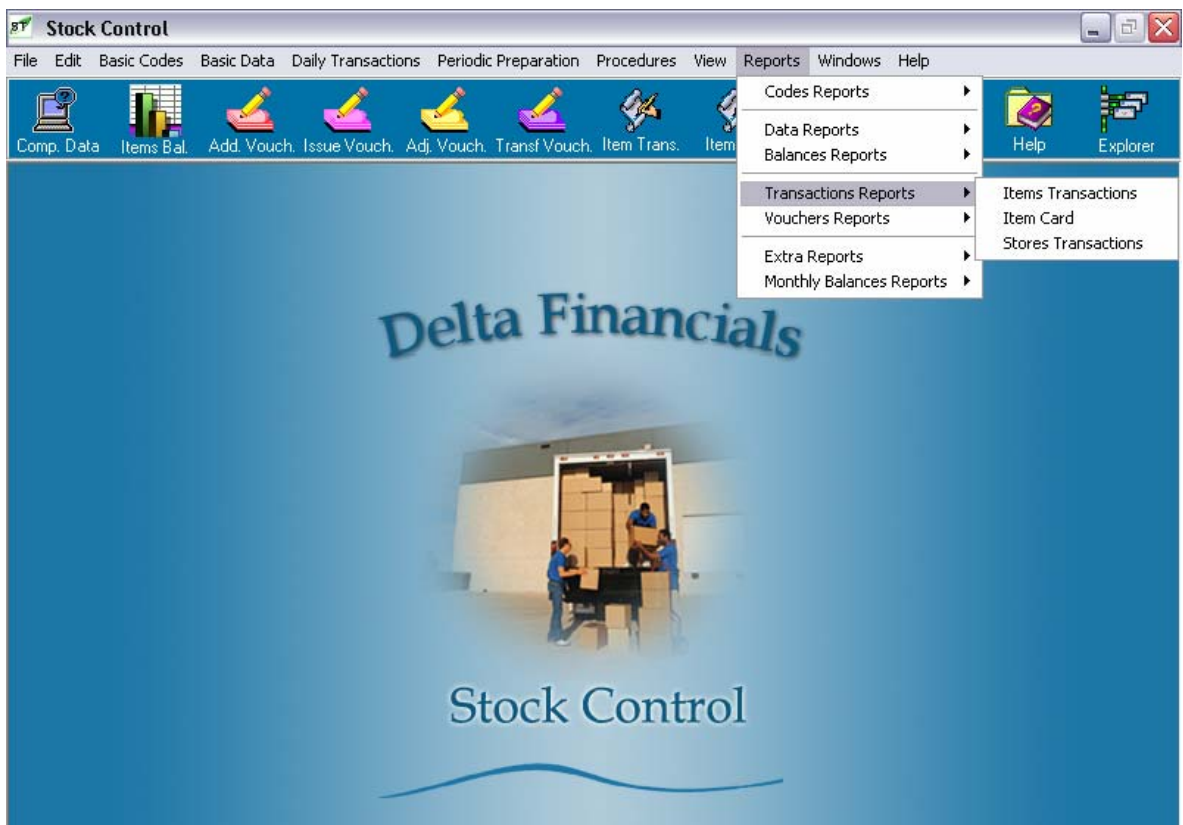 ST Stock Control
File Edit Basic Codes Basic Data Daily Transactions Periodic Preparation Procedures View Reports Windows Help
Comp. Data Items Bal. Add. Vouch. Issue Vouch. Adj. Vouch. Transf Vouch. Item Trans. Item Help Explorer
Codes Reports
Data Reports
Balances Reports
Transactions Reports
Vouchers Reports
Extra Reports
Monthly Balances Reports
Items Transactions
Item Card
Stores Transactions
Delta Financials
Stock Control